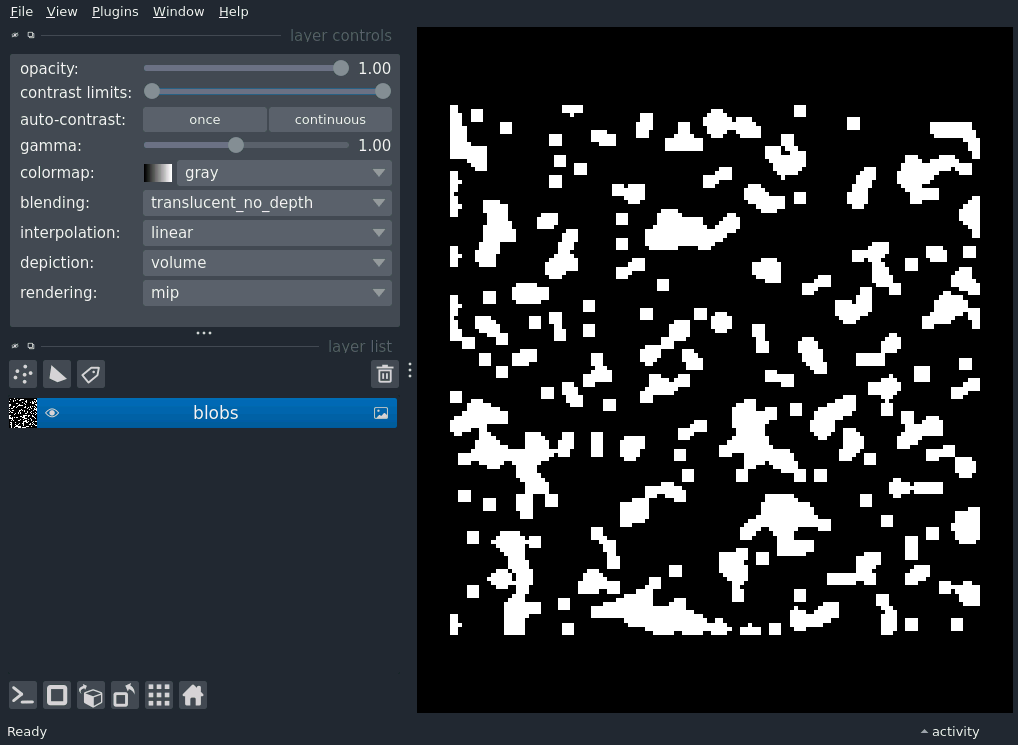 File View Plugins Window Help
layer controls
opacity: 1.00
contrast limits:
auto-contrast: once continuous
gamma: 1.00
colormap: gray
blending: translucent_no_depth
interpolation: linear
depiction: volume
rendering: mip
layer list
blobs
Ready activity